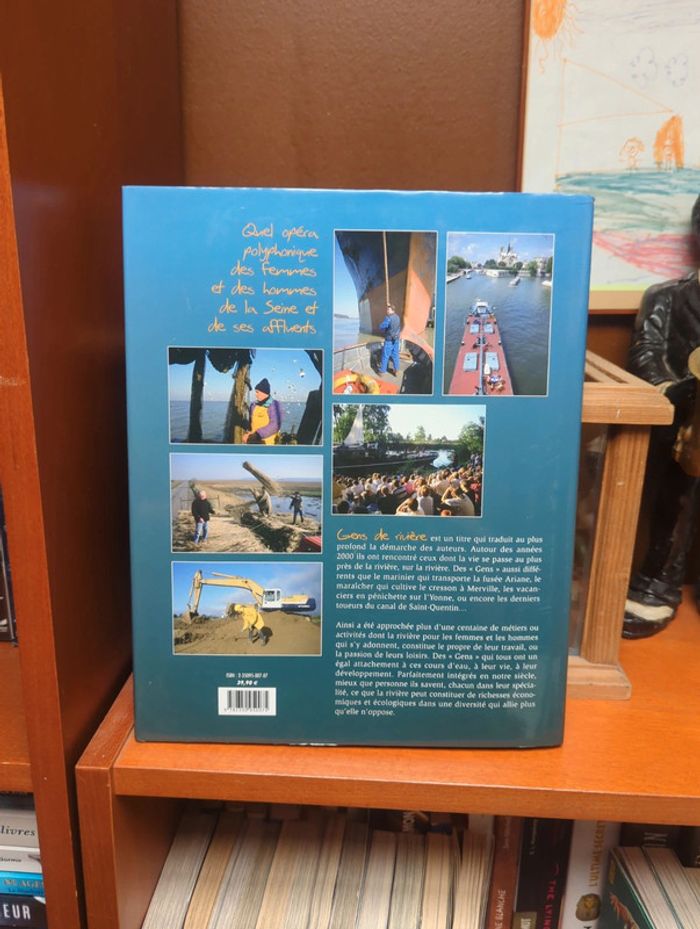 Quel opéra
polyphonique
des femmes
et des hommes
de la Seine et
de ses affluents
Gens de rivière est un titre qui traduit au plus
profond la démarche des auteurs. Autour des années
2000 ils ont rencontré ceux dont la vie se passe au plus
près de la rivière, sur la rivière. Des « Gens » aussi diffé-
rents que le marinier qui transporte la fusée Ariane, le
maraîcher qui cultive le cresson à Merville, les vacan-
ciers en pénichette sur l'Yonne, ou encore les derniers
toueurs du canal de Saint-Quentin...
Ainsi a été approchée plus d'une centaine de métiers ou
activités dont la rivière pour les femmes et les hommes
qui s'y adonnent, constitue le propre de leur travail, ou
la passion de leurs loisirs. Des « Gens » qui tous ont un
égal attachement à ces cours d'eau, à leur vie, à leur
développement. Parfaitement intégrés en notre siècle,
mieux que personne ils savent, chacun dans leur spécia-
lité, ce que la rivière peut constituer de richesses écono-
miques et écologiques dans une diversité qui allie plus
qu'elle n'oppose.
ISBN :
39,90 €
livres
EUR
BLANCHE